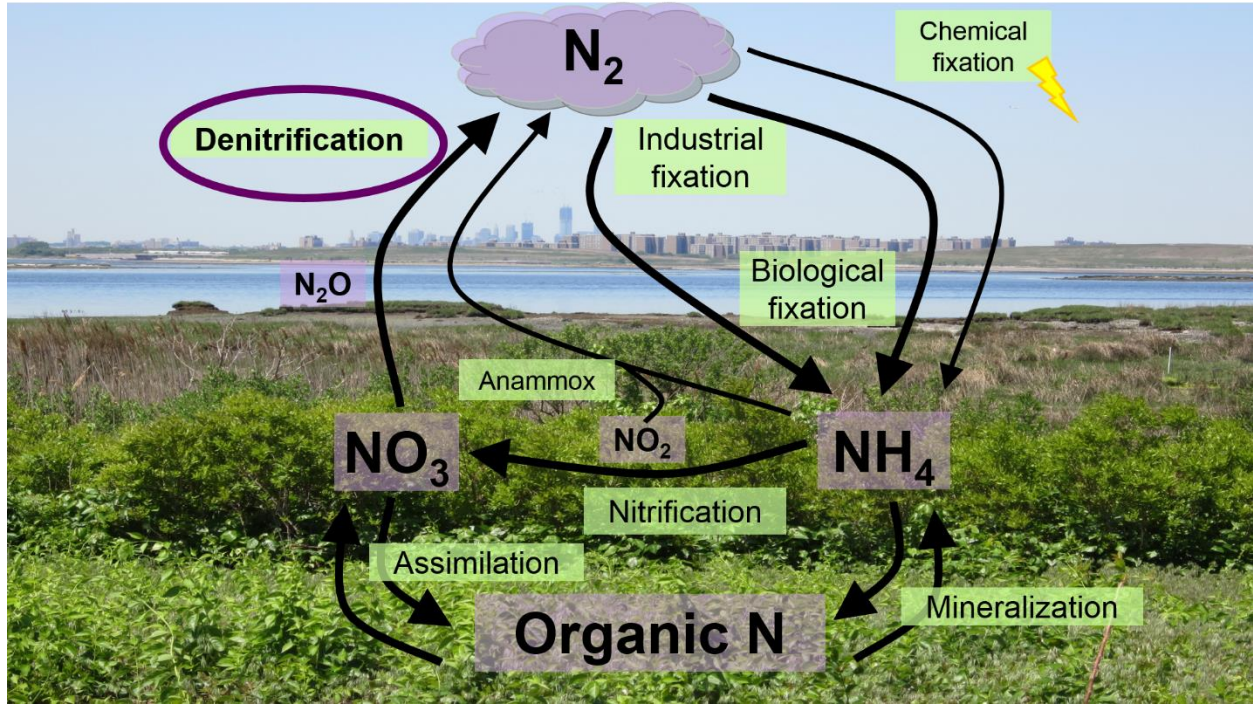 N₂
Chemical
fixation
Denitrification
Industrial
fixation
N₂O
Biological
fixation
Anammox
NO₃
NO₂
NH₄
Nitrification
Assimilation
Mineralization
Organic N